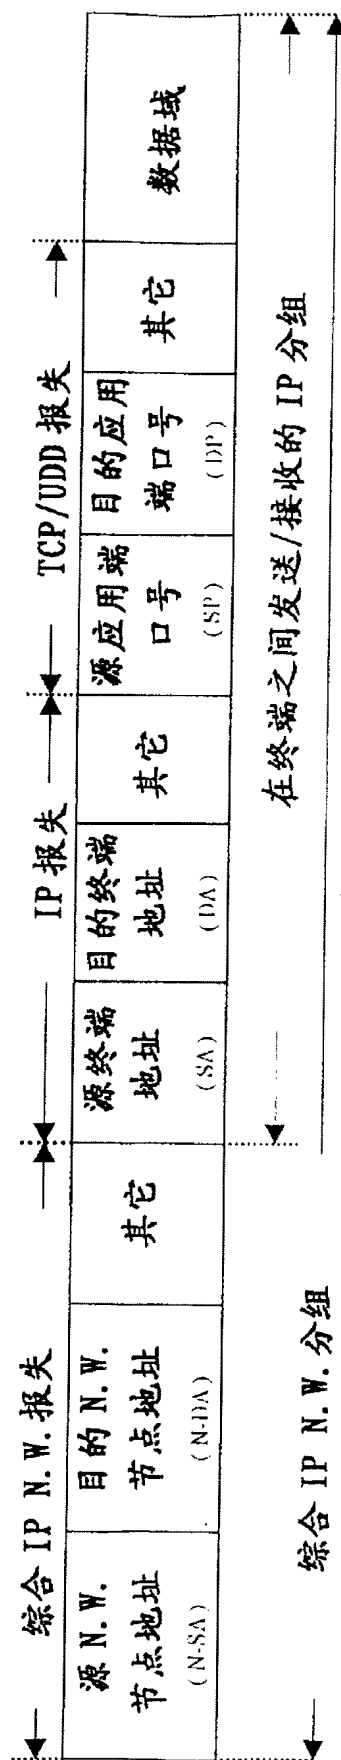 综合 IP N.W.报失
IP 报失
TCP/UDD 报失
源 N.W.
节点地址
(N-SA)
目的 N.W.
节点地址
(N-DA)
其它
源终端
地址
(SA)
目的终端
地址
(DA)
其它
源应用端
口号
(SP)
目的应用
端口号
(DP)
其它
数据域
在终端之间发送/接收的 IP 分组
综合 IP N.W.分组